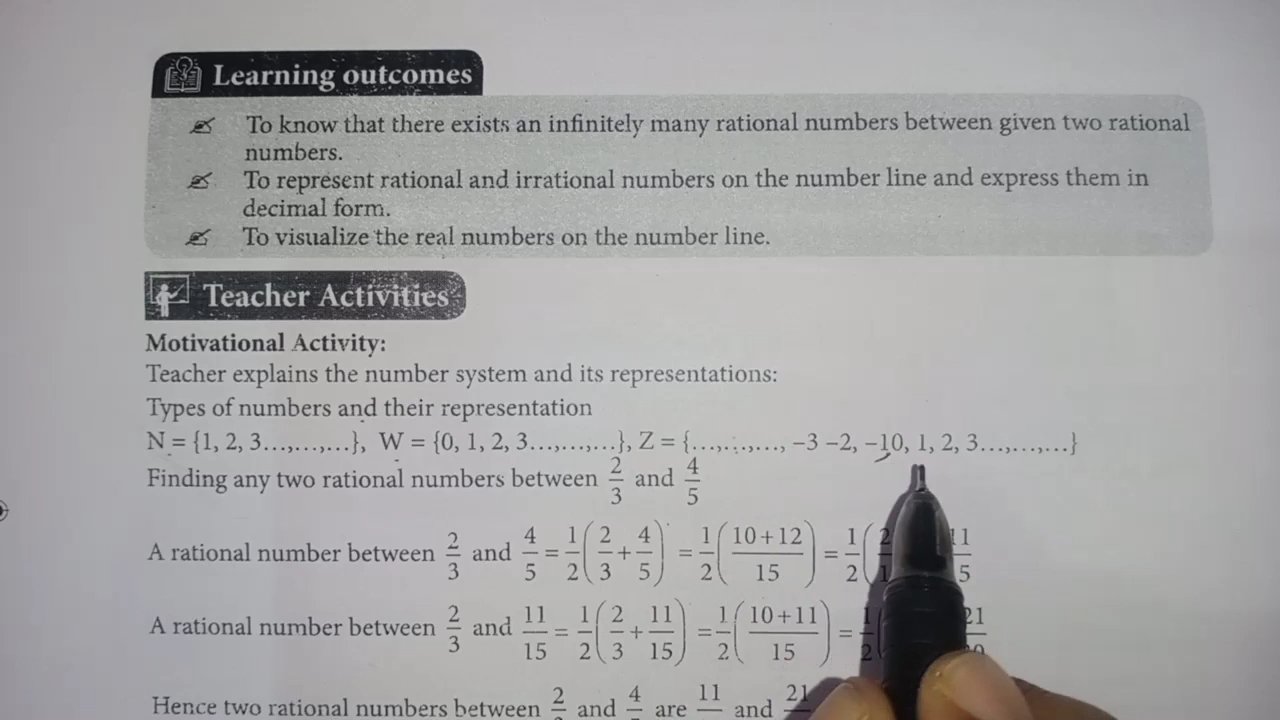 Learning outcomes
To know that there exists an infinitely many rational numbers between given two rational
numbers.
To represent rational and irrational numbers on the number line and express them in
decimal form.
To visualize the real numbers on the number line.
Teacher Activities
Motivational Activity:
Teacher explains the number system and its representations:
Types of numbers and their representation
N = {1, 2, 3...,...,...}, W = {0, 1, 2, 3...,...,...}, Z = {...,...,..., −3 −2, −10, 1, 2, 3...,...,...}
Finding any two rational numbers between 2/3 and 4/5
A rational number between 2/3 and 4/5 = 1/2(2/3 + 4/5) = 1/2((10+12)/15) = 1/2( 11/5
A rational number between 2/3 and 11/15 = 1/2(2/3 + 11/15) = 1/2((10+11)/15) = 1/2( 21
Hence two rational numbers between 2 and 4 are 11 and 21